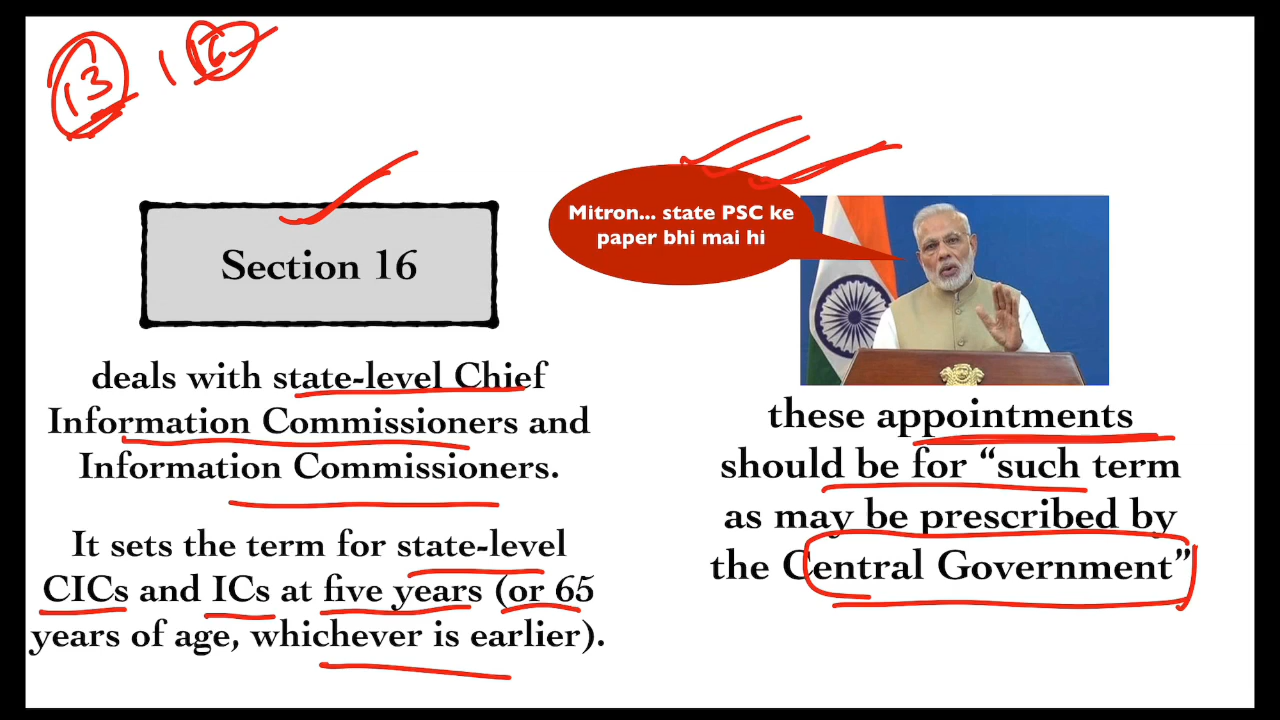 13 16
Section 16
Mitron... state PSC ke
paper bhi mai hi
deals with state-level Chief
Information Commissioners and
Information Commissioners.
It sets the term for state-level
CICs and ICs at five years (or 65
years of age, whichever is earlier).
these appointments
should be for “such term
as may be prescribed by
the Central Government”